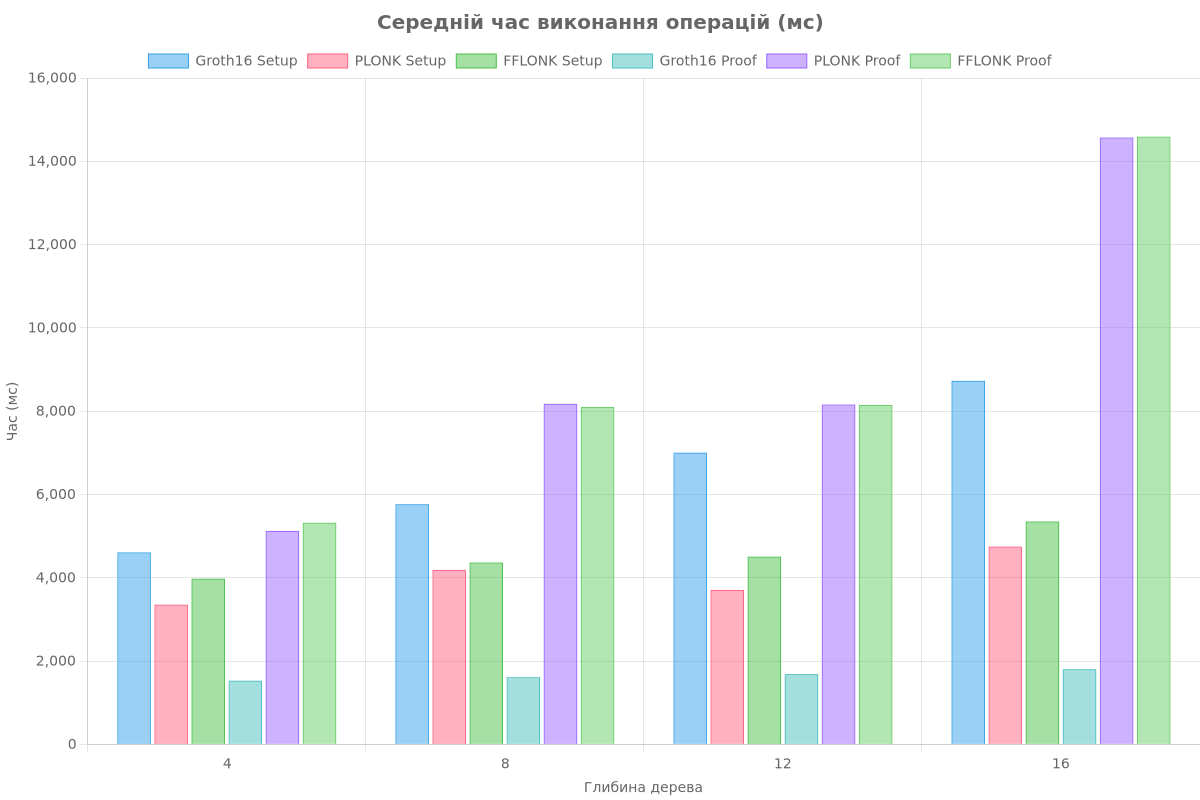 Середній час виконання операцій (мс)
Groth16 Setup PLONK Setup FFLONK Setup Groth16 Proof PLONK Proof FFLONK Proof
16,000
14,000
12,000
10,000
8,000
6,000
4,000
2,000
0
Час (мс)
4 8 12 16
Глибина дерева